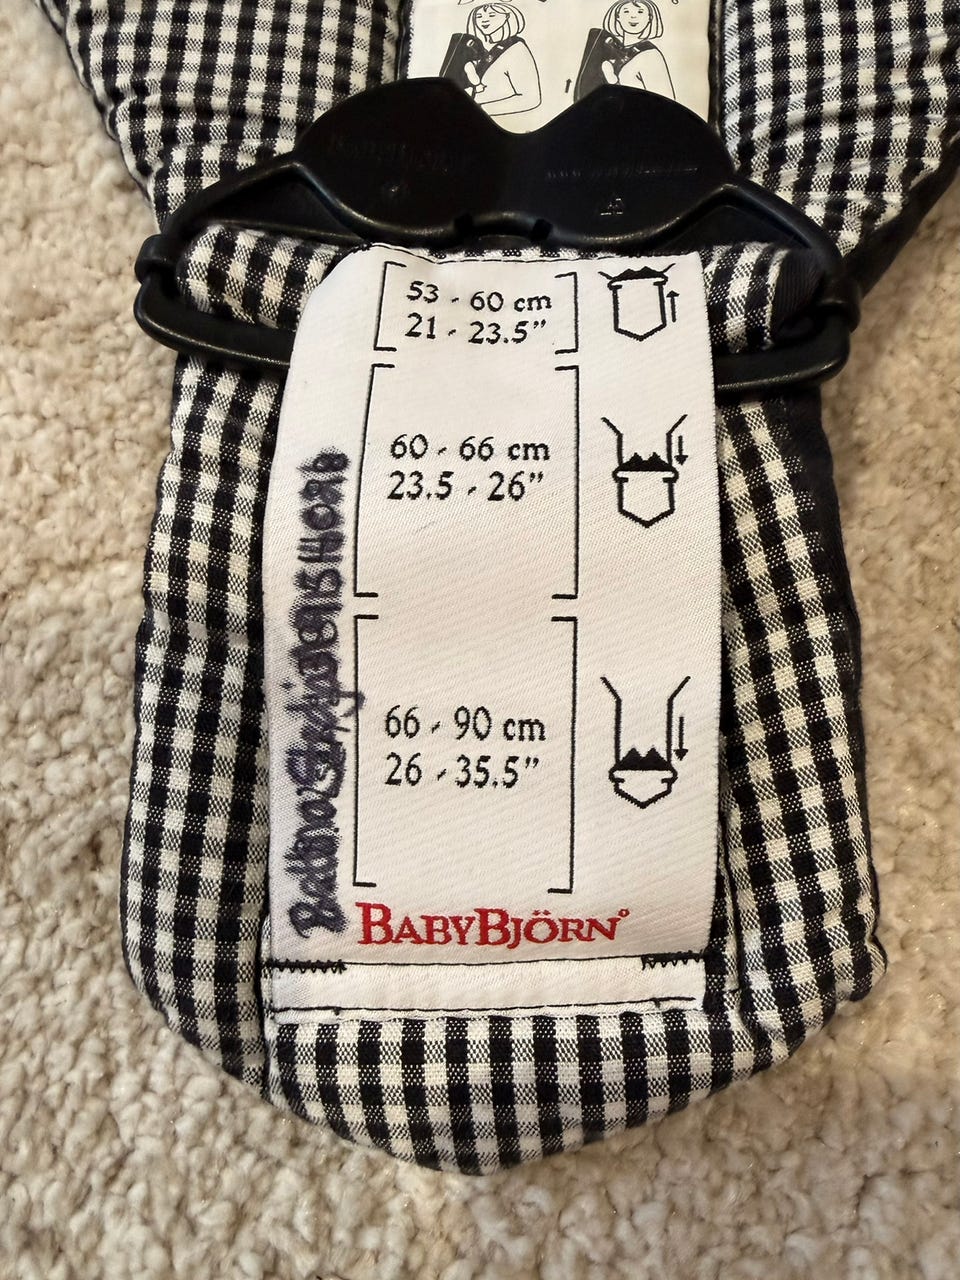 53 - 60 cm
21 - 23.5”
60 - 66 cm
23.5 - 26”
66 - 90 cm
26 - 35.5”
BABYBJÖRN®